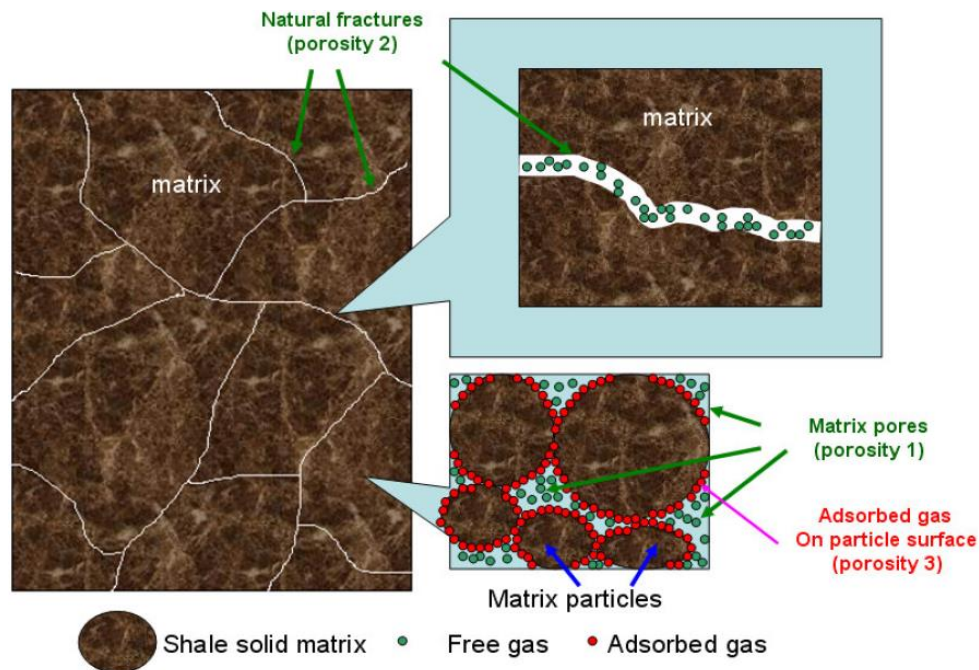 Natural fractures
(porosity 2)
matrix
matrix
Matrix pores
(porosity 1)
Adsorbed gas
On particle surface
(porosity 3)
Matrix particles
Shale solid matrix
Free gas
Adsorbed gas